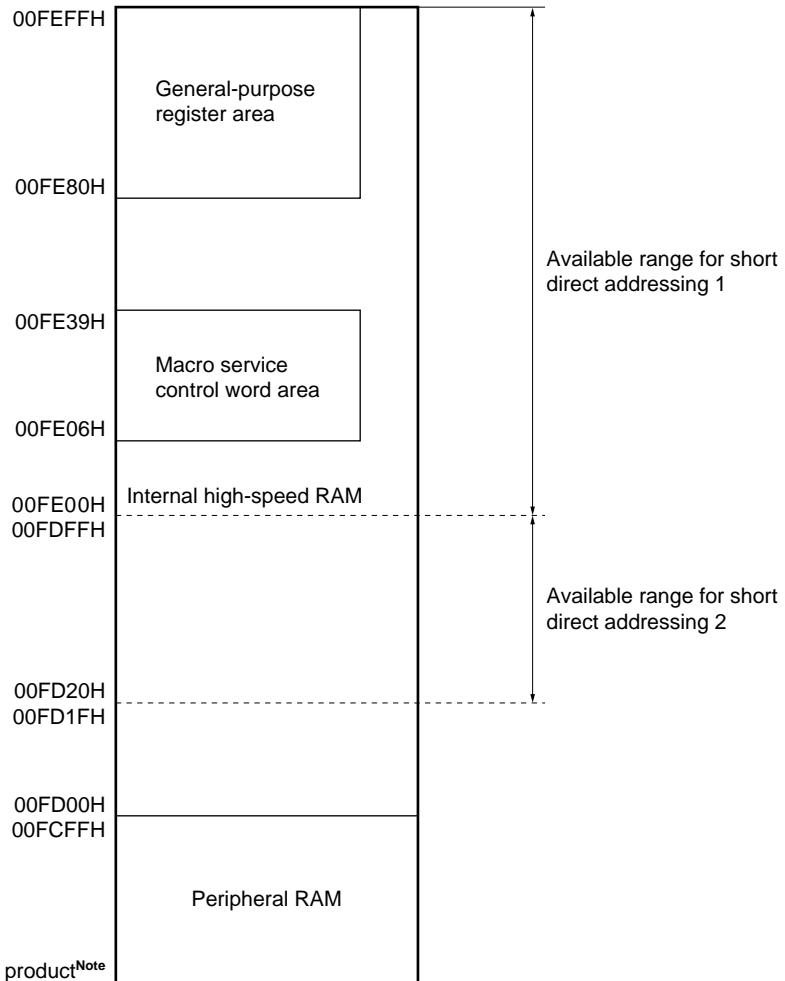 00FEFFH
General-purpose
register area
00FE80H
Available range for short
direct addressing 1
00FE39H
Macro service
control word area
00FE06H
Internal high-speed RAM
00FE00H
00FDFFH
Available range for short
direct addressing 2
00FD20H
00FD1FH
00FD00H
00FCFFH
Peripheral RAM
productNote